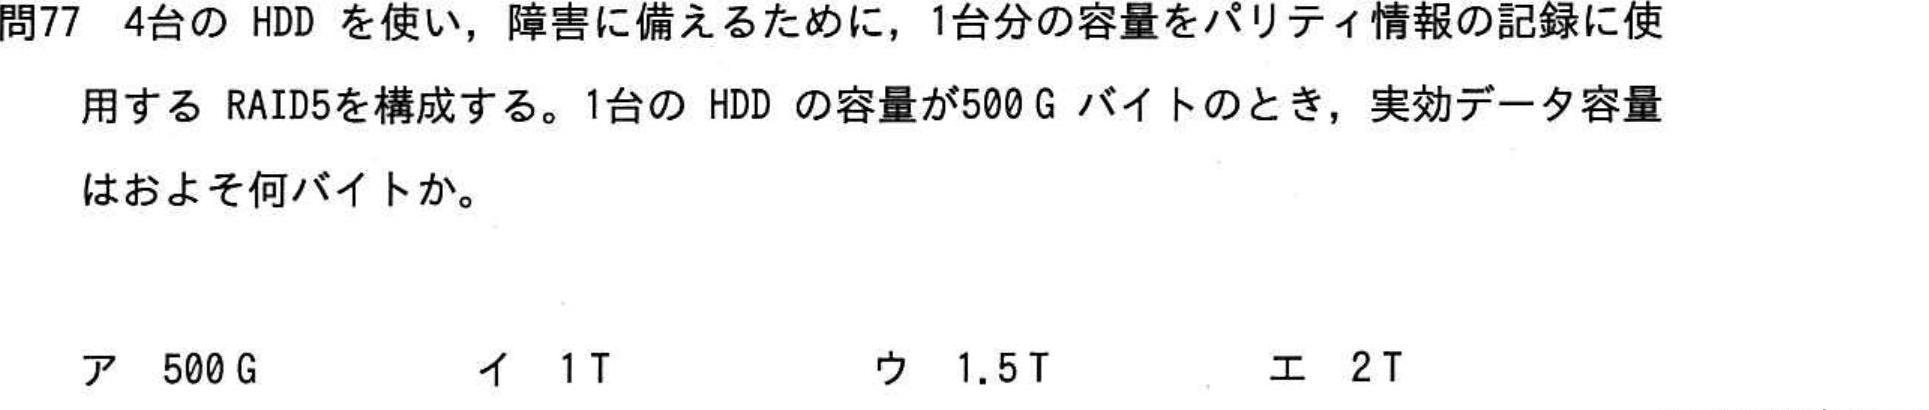 問77 4台の HDD を使い，障害に備えるために，1台分の容量をパリティ情報の記録に使
用する RAID5を構成する。1台の HDD の容量が500 G バイトのとき，実効データ容量
はおよそ何バイトか。
ア 500 G イ 1 T ウ 1.5 T エ 2 T